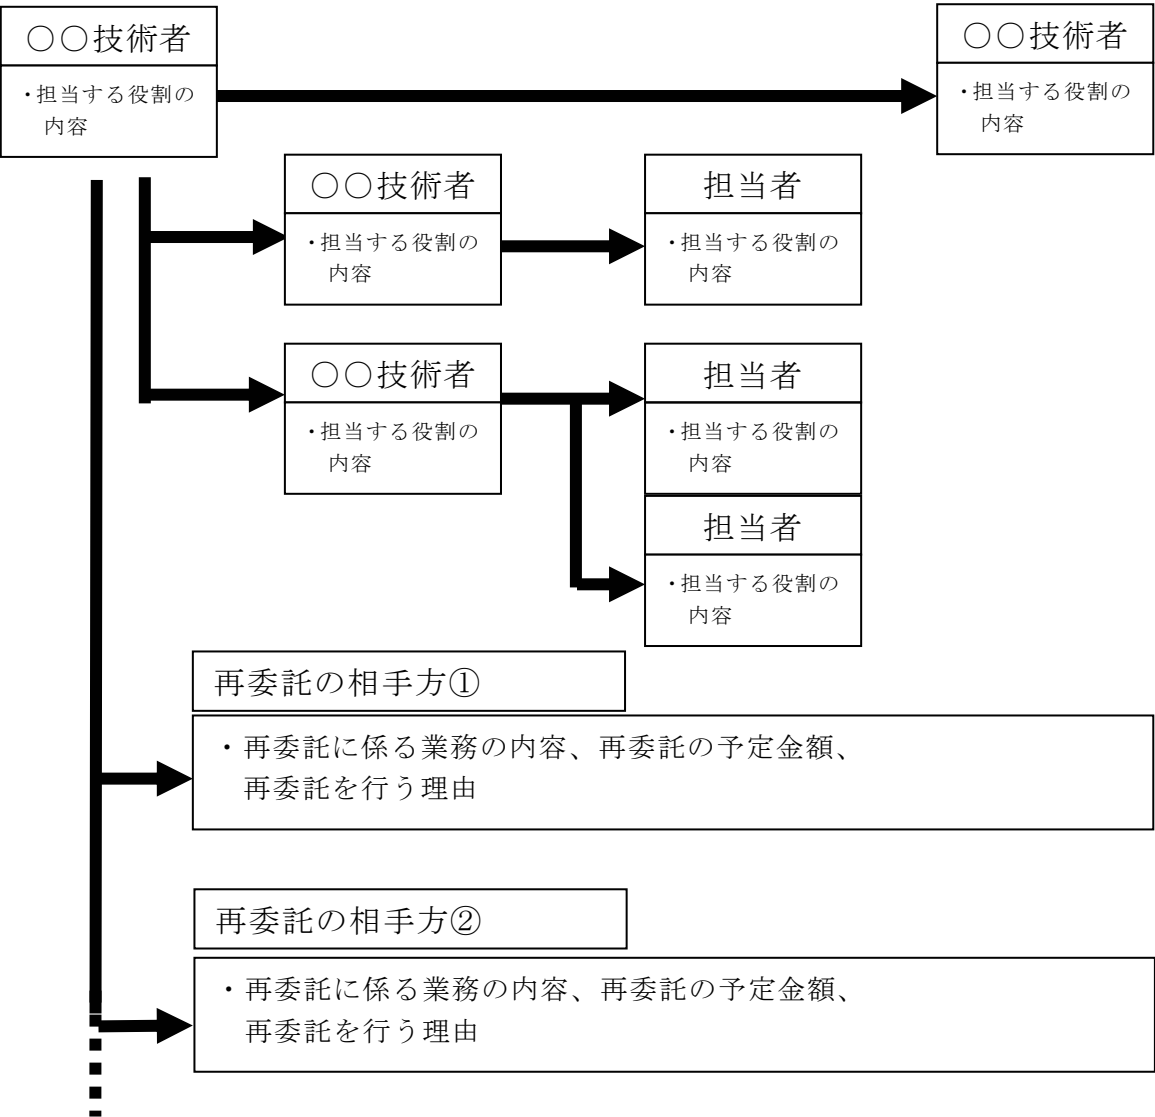 〇〇技術者
・担当する役割の
内容
〇〇技術者
・担当する役割の
内容
〇〇技術者
・担当する役割の
内容
担当者
・担当する役割の
内容
〇〇技術者
・担当する役割の
内容
担当者
・担当する役割の
内容
担当者
・担当する役割の
内容
再委託の相手方①
・再委託に係る業務の内容、再委託の予定金額、
再委託を行う理由
再委託の相手方②
・再委託に係る業務の内容、再委託の予定金額、
再委託を行う理由